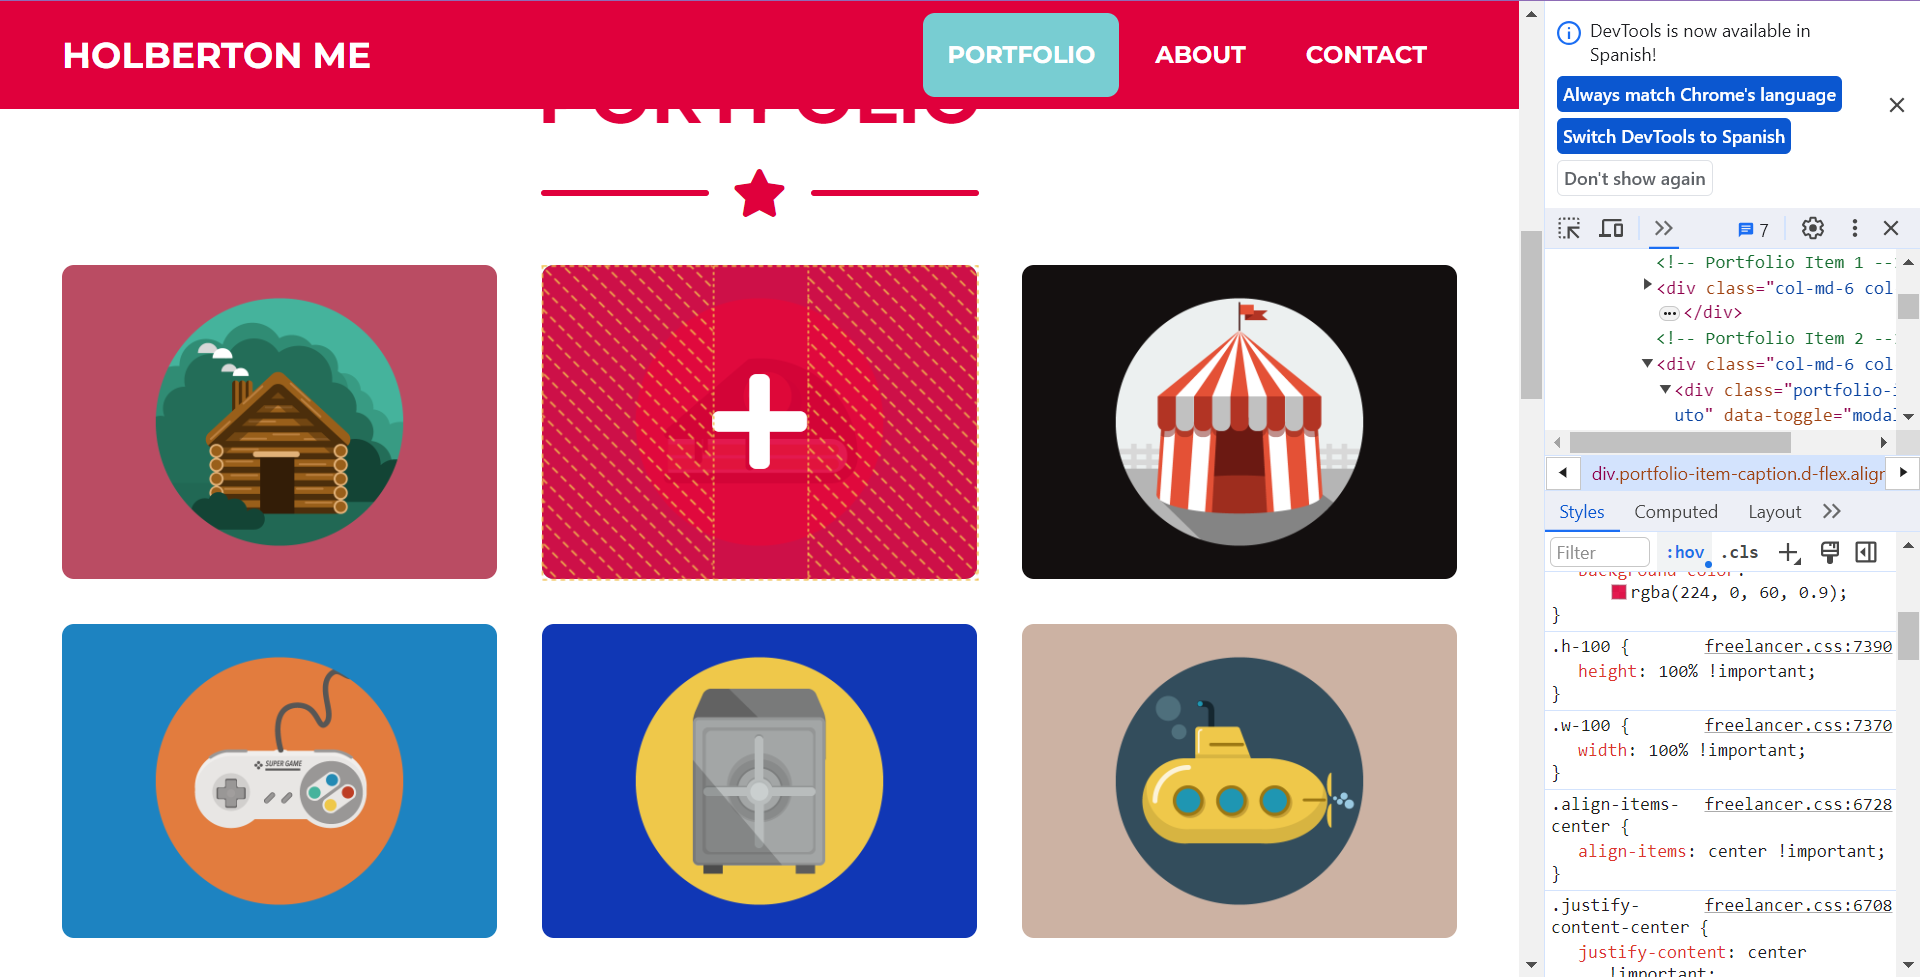 HOLBERTON ME
PORTFOLIO
ABOUT
CONTACT
PORTFOLIO
SUPER GAME
DevTools is now available in
Spanish!
Always match Chrome's language
Switch DevTools to Spanish
Don't show again
7
<!-- Portfolio Item 1 --
<div class="col-md-6 col
</div>
<!-- Portfolio Item 2 --
<div class="col-md-6 col
<div class="portfolio-i
uto" data-toggle="modal
div.portfolio-item-caption.d-flex.align
Styles
Computed
Layout
Filter
:hov
.cls
background-color:
rgba(224, 0, 60, 0.9);
}
.h-100 { freelancer.css:7390
height: 100% !important;
}
.w-100 { freelancer.css:7370
width: 100% !important;
}
.align-items- freelancer.css:6728
center {
align-items: center !important;
}
.justify- freelancer.css:6708
content-center {
justify-content: center
!important;